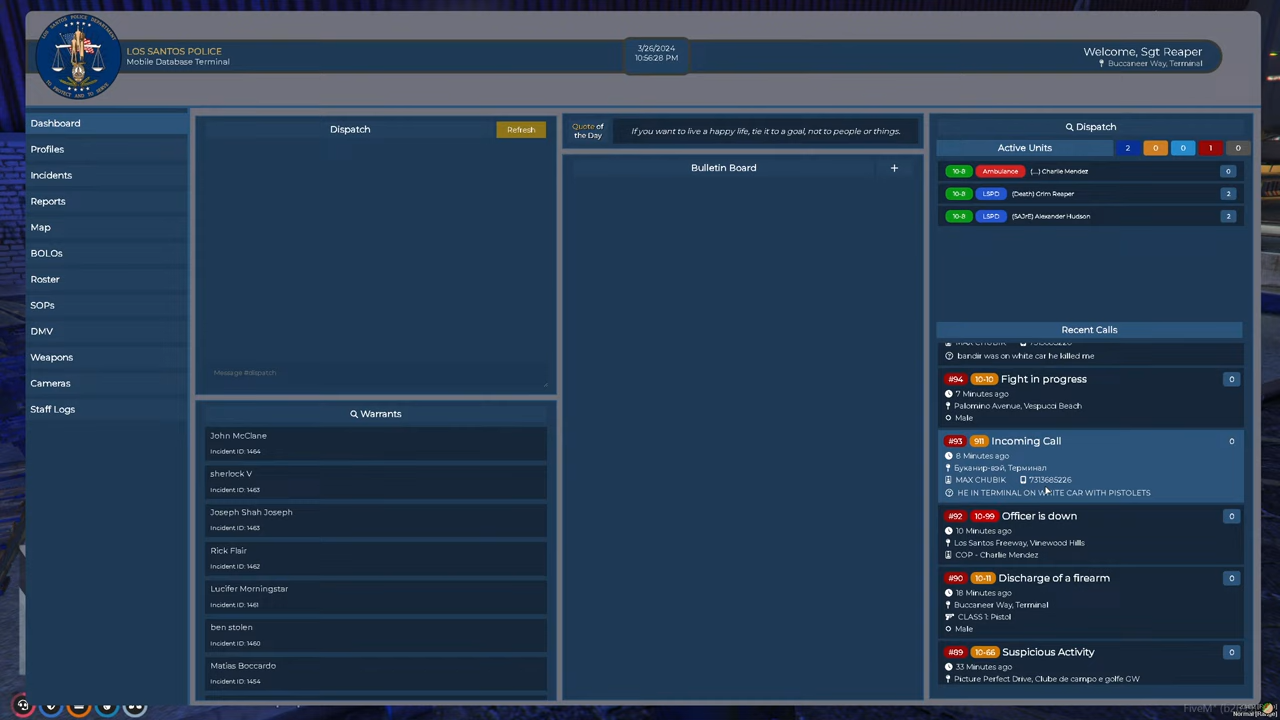 LOS SANTOS POLICE
Mobile Database Terminal
3/26/2024
10:56:28 PM
Welcome, Sgt Reaper
Buccaneer Way, Terminal
Dashboard
Profiles
Incidents
Reports
Map
BOLOs
Roster
SOPs
DMV
Weapons
Cameras
Staff Logs
Dispatch
Refresh
Message #dispatch
Warrants
John McClane
Incident ID: 1464
sherlock V
Incident ID: 1463
Joseph Shah Joseph
Incident ID: 1463
Rick Flair
Incident ID: 1462
Lucifer Morningstar
Incident ID: 1461
ben stolen
Incident ID: 1460
Matias Boccardo
Incident ID: 1454
Quote of
the Day
If you want to live a happy life, tie it to a goal, not to people or things.
Bulletin Board +
Dispatch
Active Units 2 0 0 1 0
10-8 Ambulance (...) Charlie Mendez 0
10-8 LSPD (Death) Grim Reaper 2
10-8 LSPD (SAJrE) Alexander Hudson 2
Recent Calls
MAX CHUBIK 7313685226
bandir was on white car he killed me
#94 10-10 Fight in progress 0
7 Minutes ago
Palomino Avenue, Vespucci Beach
Male
#93 911 Incoming Call 0
8 Minutes ago
Буканир-вэй, Терминал
MAX CHUBIK 7313685226
HE IN TERMINAL ON WHITE CAR WITH PISTOLETS
#92 10-99 Officer is down 0
10 Minutes ago
Los Santos Freeway, Vinewood Hills
COP - Charlie Mendez
#90 10-11 Discharge of a firearm 0
18 Minutes ago
Buccaneer Way, Terminal
CLASS 1: Pistol
Male
#89 10-66 Suspicious Activity 0
33 Minutes ago
Picture Perfect Drive, Clube de campo e golfe GW